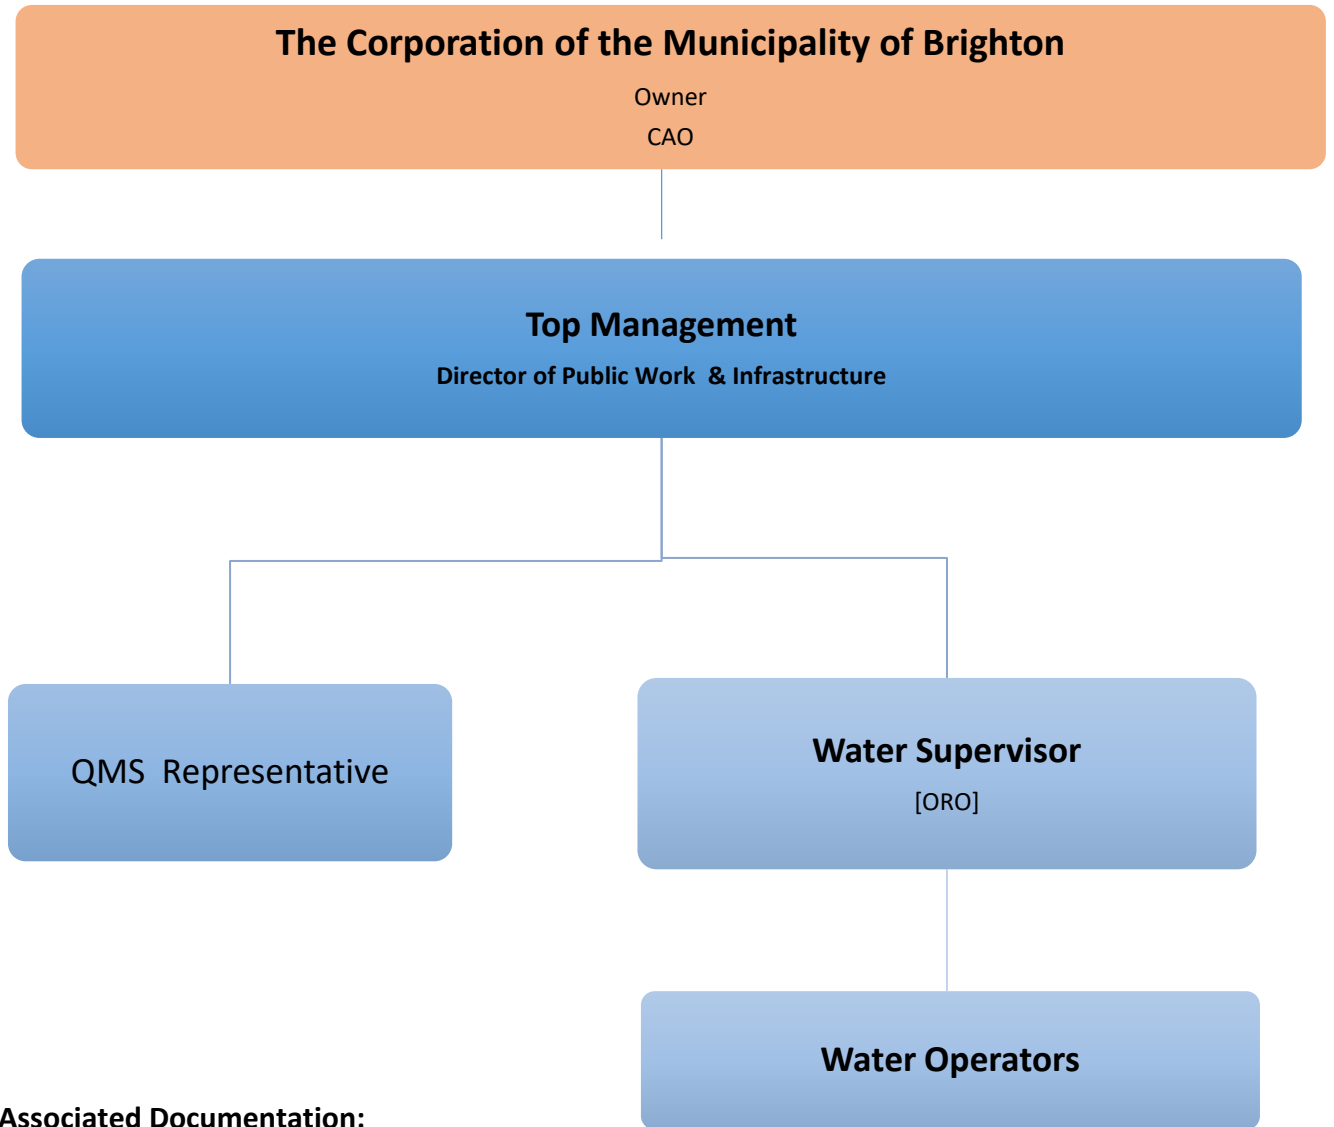 The Corporation of the Municipality of Brighton
Owner
CAO
Top Management
Director of Public Work & Infrastructure
QMS Representative
Water Supervisor
[ORO]
Water Operators
Associated Documentation: